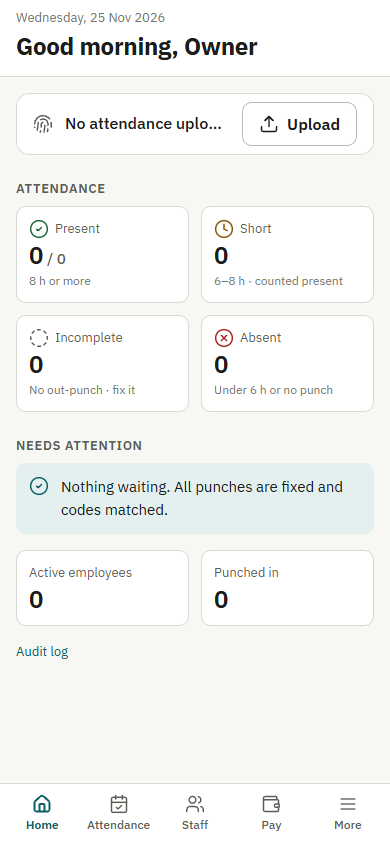 Wednesday, 25 Nov 2026
Good morning, Owner
No attendance uplo...
Upload
ATTENDANCE
Present
0 / 0
8 h or more
Short
0
6–8 h · counted present
Incomplete
0
No out-punch · fix it
Absent
0
Under 6 h or no punch
NEEDS ATTENTION
Nothing waiting. All punches are fixed and
codes matched.
Active employees
0
Punched in
0
Audit log
Home
Attendance
Staff
Pay
More